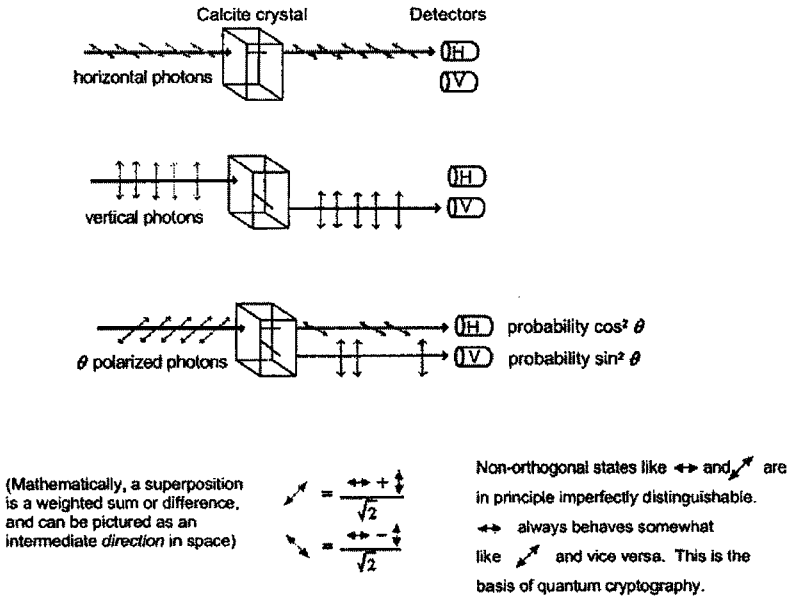 Calcite crystal
Detectors
H
horizontal photons
V
H
vertical photons
V
H probability cos² θ
θ polarized photons
V probability sin² θ
(Mathematically, a superposition
is a weighted sum or difference,
and can be pictured as an
intermediate direction in space)
= ↔ + ↕
√2
= ↔ − ↕
√2
Non-orthogonal states like ↔ and ⤢ are
in principle imperfectly distinguishable.
↔ always behaves somewhat
like ⤢ and vice versa. This is the
basis of quantum cryptography.